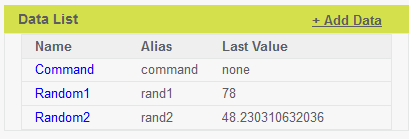 Data List + Add Data
Name Alias Last Value
Command command none
Random1 rand1 78
Random2 rand2 48.230310632036